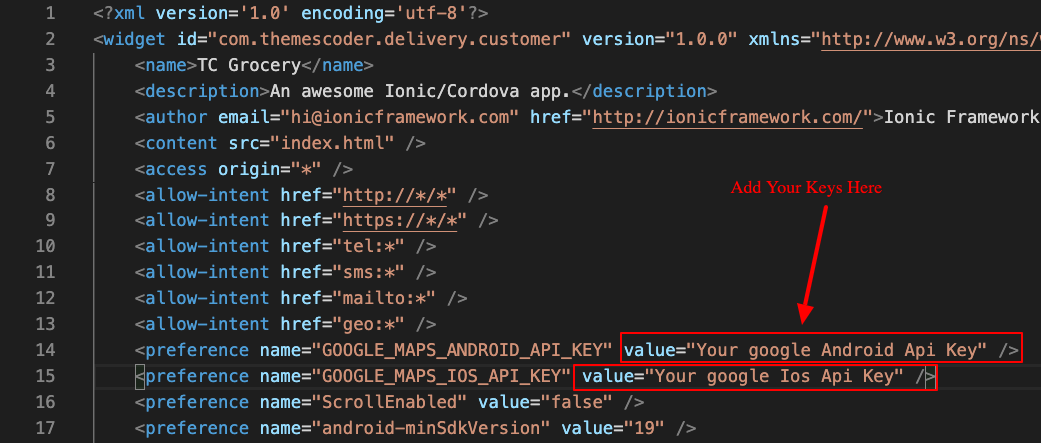 1 <?xml version='1.0' encoding='utf-8'?>
2 <widget id="com.themescoder.delivery.customer" version="1.0.0" xmlns="http://www.w3.org/ns/
3 <name>TC Grocery</name>
4 <description>An awesome Ionic/Cordova app.</description>
5 <author email="hi@ionicframework.com" href="http://ionicframework.com/">Ionic Framework
6 <content src="index.html" />
7 <access origin="*" />
Add Your Keys Here
8 <allow-intent href="http://*/*" />
9 <allow-intent href="https://*/*" />
10 <allow-intent href="tel:*" />
11 <allow-intent href="sms:*" />
12 <allow-intent href="mailto:*" />
13 <allow-intent href="geo:*" />
14 <preference name="GOOGLE_MAPS_ANDROID_API_KEY" value="Your google Android Api Key" />
15 <preference name="GOOGLE_MAPS_IOS_API_KEY" value="Your google Ios Api Key" />
16 <preference name="ScrollEnabled" value="false" />
17 <preference name="android-minSdkVersion" value="19" />